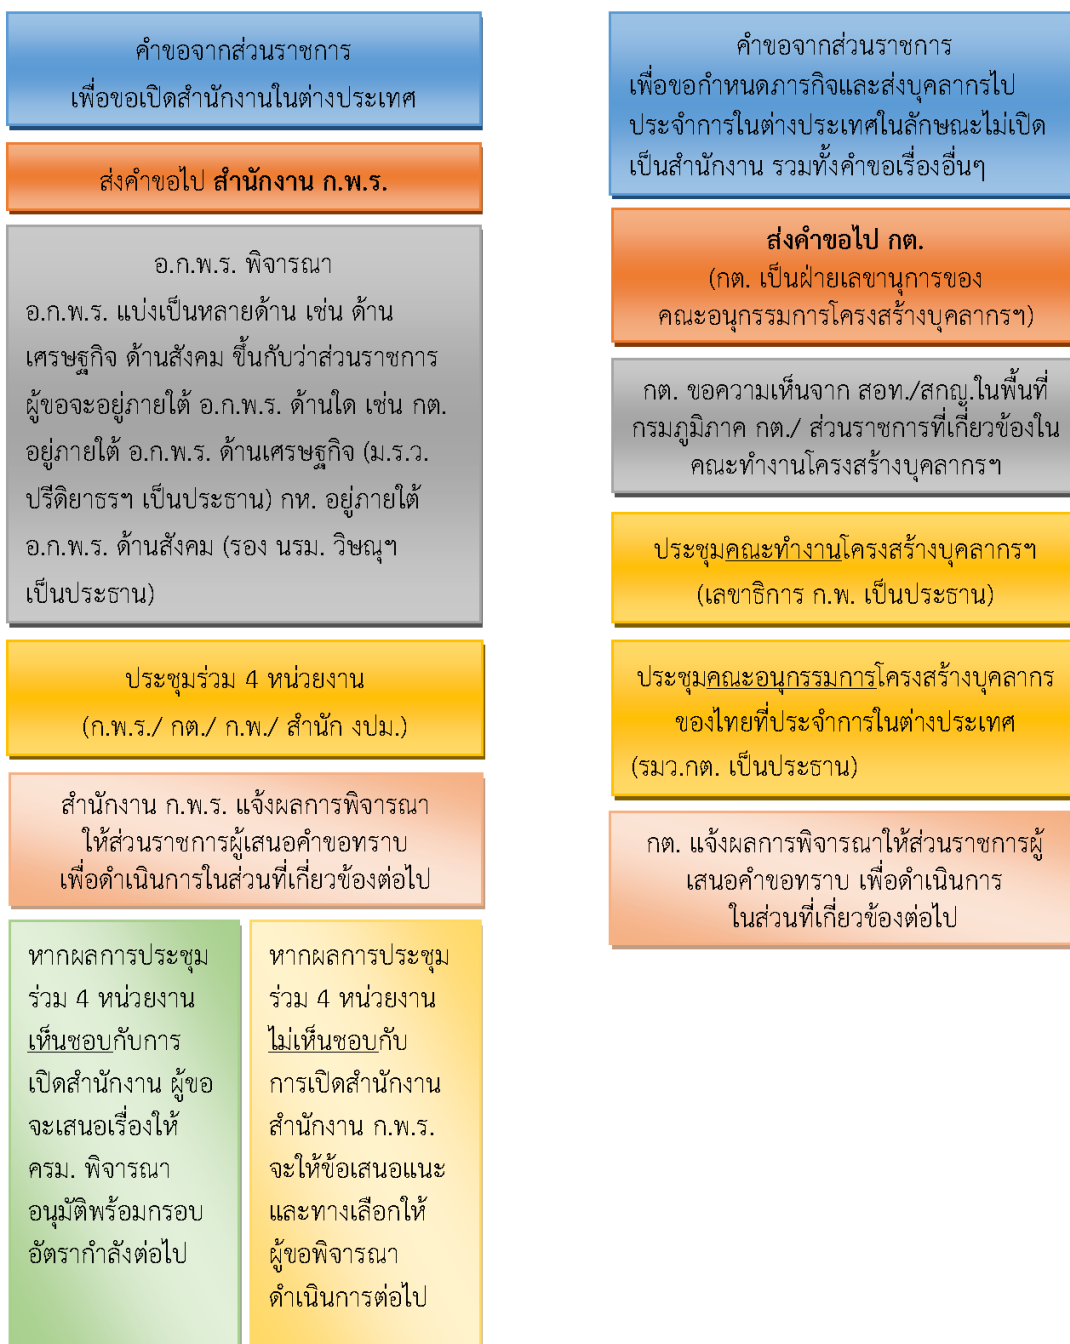 คำขอจากส่วนราชการ
เพื่อขอเปิดสำนักงานในต่างประเทศ
ส่งคำขอไป สำนักงาน ก.พ.ร.
อ.ก.พ.ร. พิจารณา
อ.ก.พ.ร. แบ่งเป็นหลายด้าน เช่น ด้าน
เศรษฐกิจ ด้านสังคม ขึ้นกับว่าส่วนราชการ
ผู้ขอจะอยู่ภายใต้ อ.ก.พ.ร. ด้านใด เช่น กต.
อยู่ภายใต้ อ.ก.พ.ร. ด้านเศรษฐกิจ (ม.ร.ว.
ปรีดิยาธรฯ เป็นประธาน) กห. อยู่ภายใต้
อ.ก.พ.ร. ด้านสังคม (รอง นรม. วิษณุฯ
เป็นประธาน)
ประชุมร่วม 4 หน่วยงาน
(ก.พ.ร./ กต./ ก.พ./ สำนัก งปม.)
สำนักงาน ก.พ.ร. แจ้งผลการพิจารณา
ให้ส่วนราชการผู้เสนอคำขอทราบ
เพื่อดำเนินการในส่วนที่เกี่ยวข้องต่อไป
หากผลการประชุม
ร่วม 4 หน่วยงาน
เห็นชอบกับการ
เปิดสำนักงาน ผู้ขอ
จะเสนอเรื่องให้
ครม. พิจารณา
อนุมัติพร้อมกรอบ
อัตรากำลังต่อไป
หากผลการประชุม
ร่วม 4 หน่วยงาน
ไม่เห็นชอบกับ
การเปิดสำนักงาน
สำนักงาน ก.พ.ร.
จะให้ข้อเสนอแนะ
และทางเลือกให้
ผู้ขอพิจารณา
ดำเนินการต่อไป
คำขอจากส่วนราชการ
เพื่อขอกำหนดภารกิจและส่งบุคลากรไป
ประจำการในต่างประเทศในลักษณะไม่เปิด
เป็นสำนักงาน รวมทั้งคำขอเรื่องอื่นๆ
ส่งคำขอไป กต.
(กต. เป็นฝ่ายเลขานุการของ
คณะอนุกรรมการโครงสร้างบุคลากรฯ)
กต. ขอความเห็นจาก สอท./สกญ.ในพื้นที่
กรมภูมิภาค กต./ ส่วนราชการที่เกี่ยวข้องใน
คณะทำงานโครงสร้างบุคลากรฯ
ประชุมคณะทำงานโครงสร้างบุคลากรฯ
(เลขาธิการ ก.พ. เป็นประธาน)
ประชุมคณะอนุกรรมการโครงสร้างบุคลากร
ของไทยที่ประจำการในต่างประเทศ
(รมว.กต. เป็นประธาน)
กต. แจ้งผลการพิจารณาให้ส่วนราชการผู้
เสนอคำขอทราบ เพื่อดำเนินการ
ในส่วนที่เกี่ยวข้องต่อไป